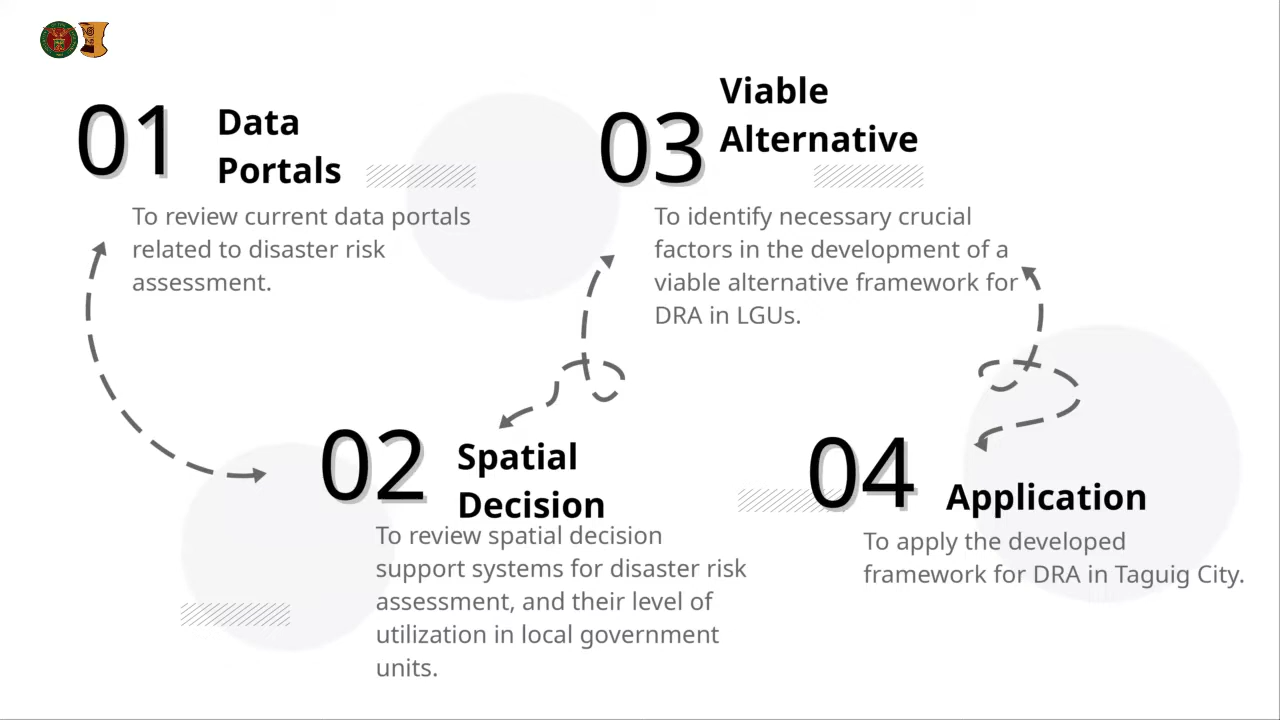 01
Data
Portals
To review current data portals
related to disaster risk
assessment.
02
Spatial
Decision
To review spatial decision
support systems for disaster risk
assessment, and their level of
utilization in local government
units.
03
Viable
Alternative
To identify necessary crucial
factors in the development of a
viable alternative framework for
DRA in LGUs.
04
Application
To apply the developed
framework for DRA in Taguig City.